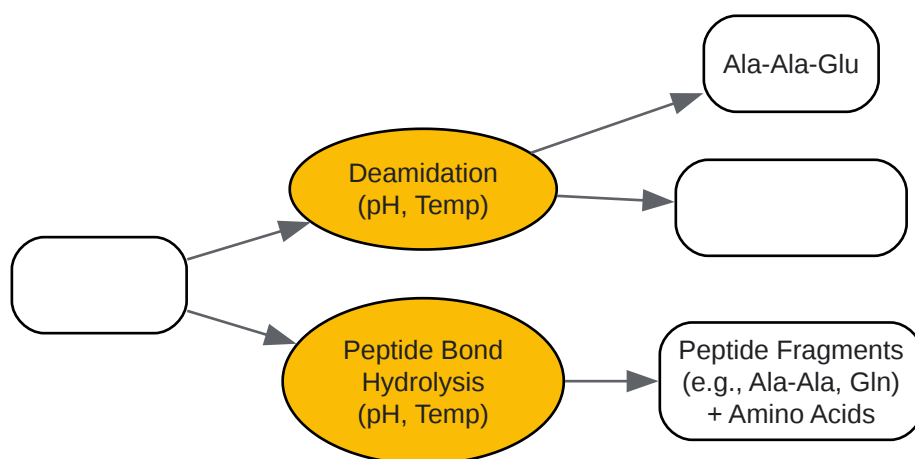 Ala-Ala-Glu
Deamidation
(pH, Temp)
Peptide Bond
Hydrolysis
(pH, Temp)
Peptide Fragments
(e.g., Ala-Ala, Gln)
+ Amino Acids